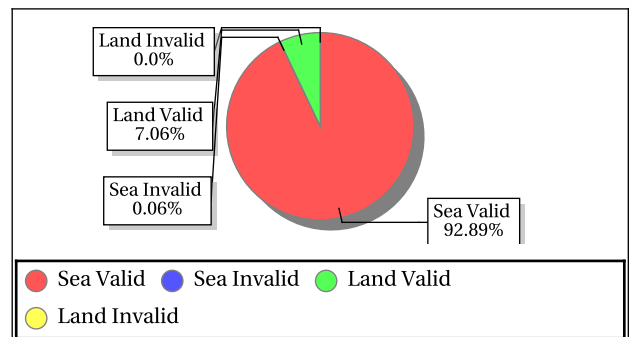 Land Invalid
0.0%
Land Valid
7.06%
Sea Invalid
0.06%
Sea Valid
92.89%
Sea Valid Sea Invalid Land Valid
Land Invalid